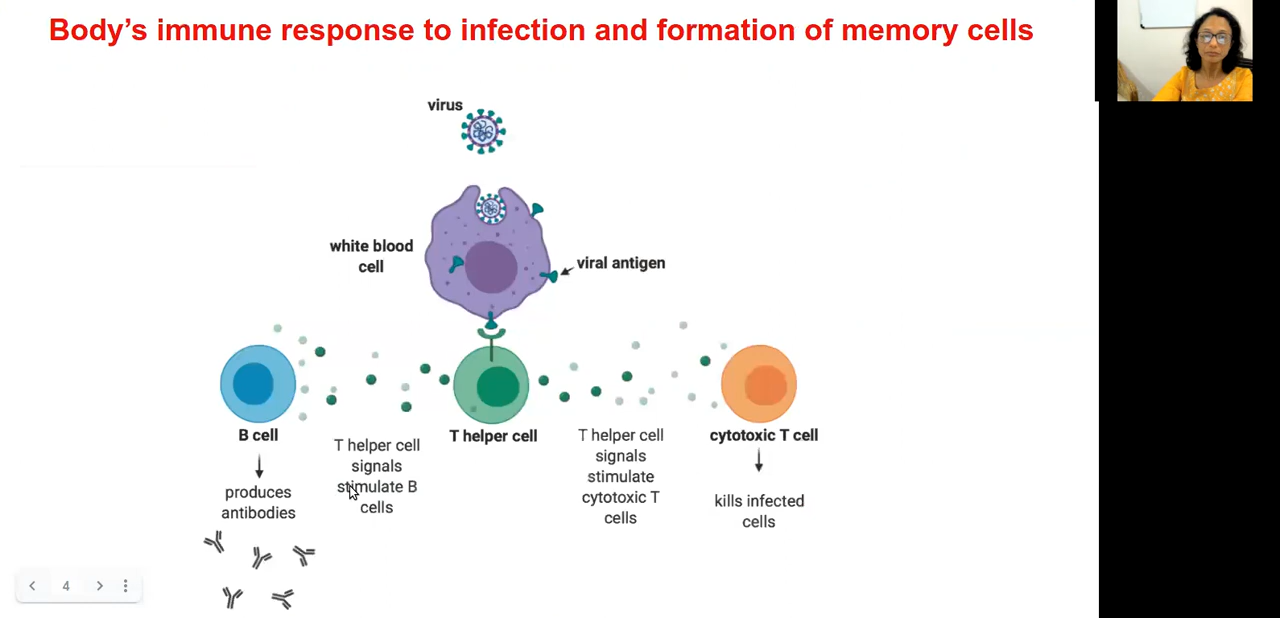 Body’s immune response to infection and formation of memory cells
virus
white blood
cell
viral antigen
B cell
T helper cell
cytotoxic T cell
T helper cell
signals
stimulate B
cells
T helper cell
signals
stimulate
cytotoxic T
cells
produces
antibodies
kills infected
cells
4